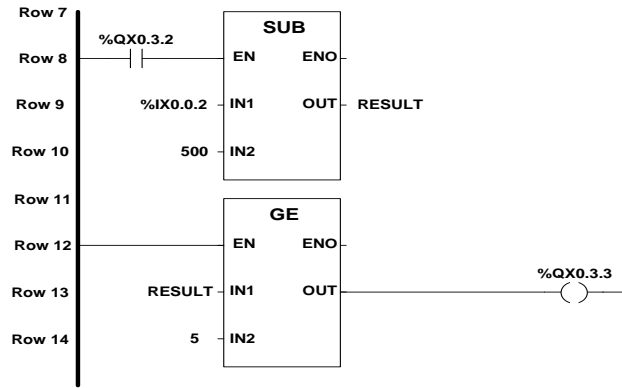 Row 7
SUB
%QX0.3.2
Row 8 EN ENO
Row 9 %IX0.0.2 IN1 OUT RESULT
Row 10 500 IN2
Row 11
GE
Row 12 EN ENO
%QX0.3.3
Row 13 RESULT IN1 OUT
Row 14 5 IN2